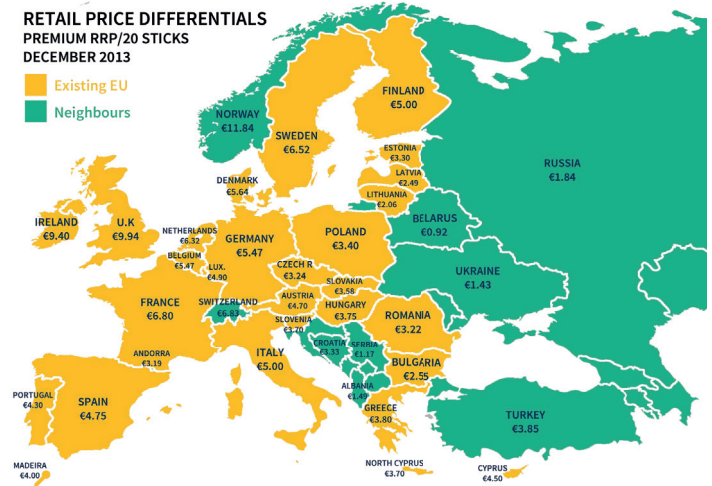 RETAIL PRICE DIFFERENTIALS
PREMIUM RRP/20 STICKS
DECEMBER 2013
Existing EU
Neighbours
FINLAND
€5.00
NORWAY
€11.84
SWEDEN
€6.52
ESTONIA
€3.30
LATVIA
€2.49
LITHUANIA
€2.06
RUSSIA
€1.84
DENMARK
€5.64
IRELAND
€9.40
U.K
€9.94
NETHERLANDS
€6.32
BELGIUM
€5.47
LUX.
€4.90
GERMANY
€5.47
POLAND
€3.40
BELARUS
€0.92
UKRAINE
€1.43
CZECH R
€3.24
SLOVAKIA
€3.58
AUSTRIA
€4.70
HUNGARY
€3.75
FRANCE
€6.80
SWITZERLAND
€6.83
SLOVENIA
€3.70
ROMANIA
€3.22
CROATIA
€3.33
SERRIA
€1.17
ITALY
€5.00
BULGARIA
€2.55
ANDORRA
€3.19
ALBANIA
€1.49
PORTUGAL
€4.30
SPAIN
€4.75
GREECE
€3.80
TURKEY
€3.85
MADEIRA
€4.00
NORTH CYPRUS
€3.70
CYPRUS
€4.50